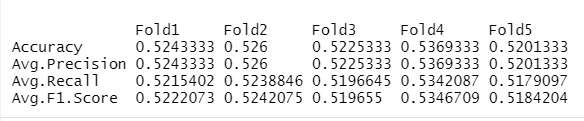 Fold1 Fold2 Fold3 Fold4 Fold5
Accuracy 0.5243333 0.526 0.5225333 0.5369333 0.5201333
Avg.Precision 0.5243333 0.526 0.5225333 0.5369333 0.5201333
Avg.Recall 0.5215402 0.5238846 0.5196645 0.5342087 0.5179097
Avg.F1.Score 0.5222073 0.5242075 0.519655 0.5346709 0.5184204